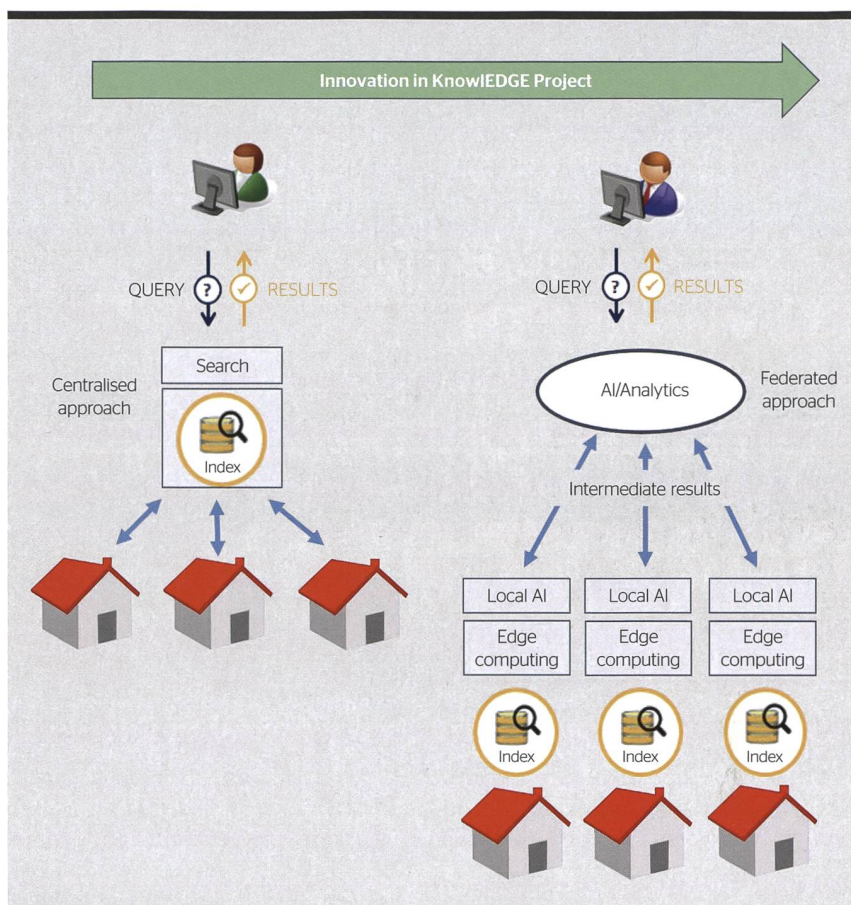 Innovation in KnowlEDGE Project
QUERY ? ✓ RESULTS
Centralised
approach
Search
Index
QUERY ? ✓ RESULTS
AI/Analytics
Federated
approach
Intermediate results
Local AI Local AI Local AI
Edge Edge Edge
computing computing computing
Index Index Index